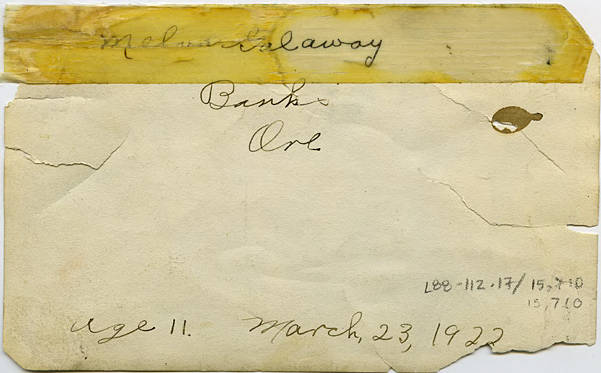 Melva Galaway
Banks
Ore
L88-112.17/15,710
15,710
age 11. March, 23, 1922